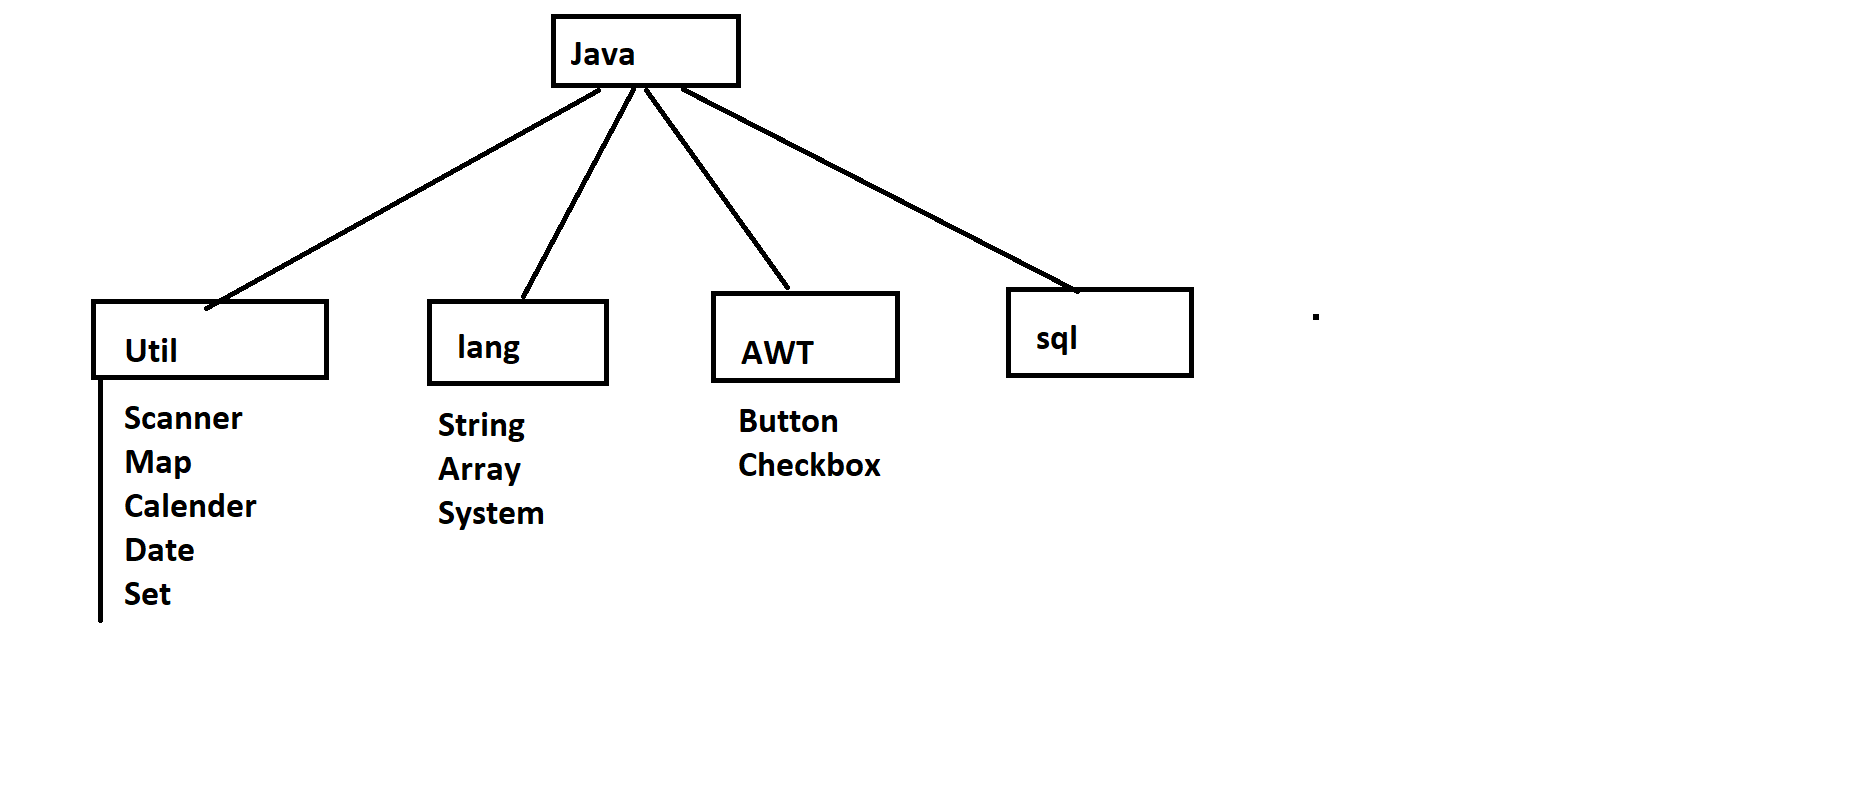 Java
Util
Scanner
Map
Calender
Date
Set
lang
String
Array
System
AWT
Button
Checkbox
sql